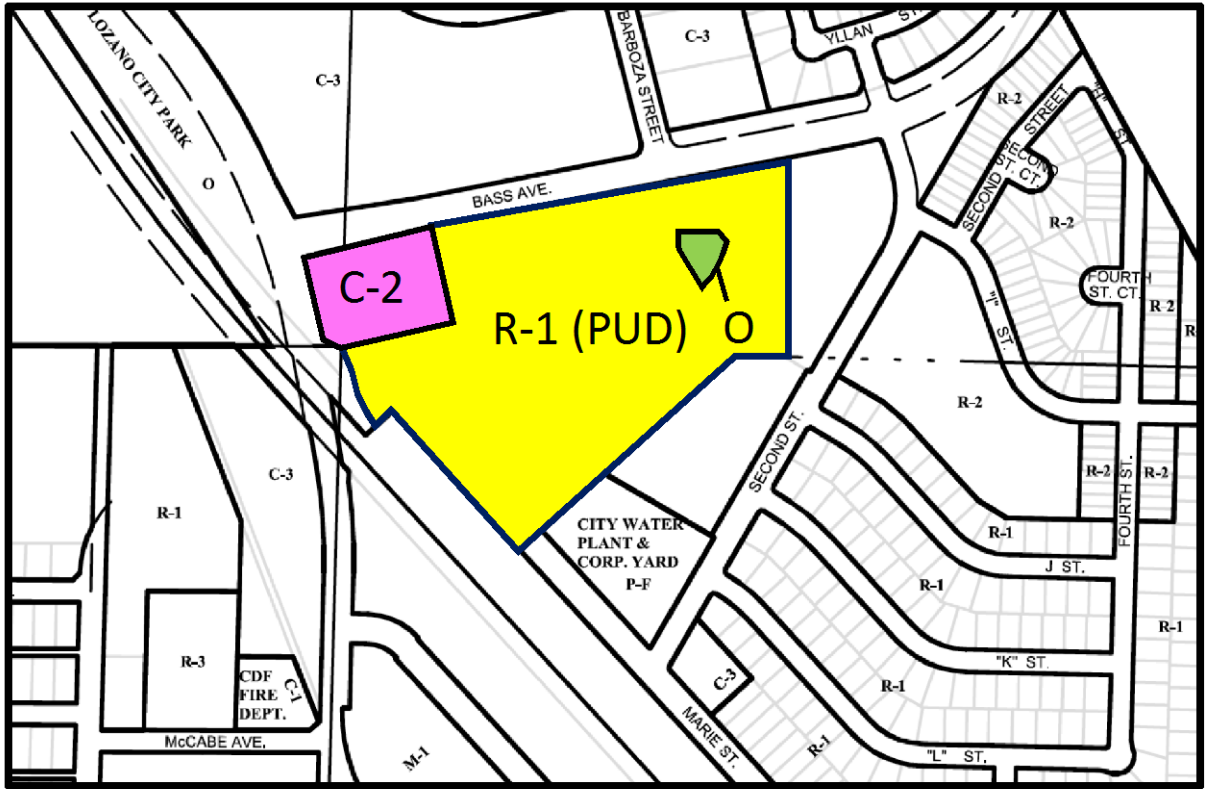 LOZANO CITY PARK
O
C-3
BARBOZA STREET
C-3
YLLAN
ST.
"H"
ST.
R-2
SECOND STREET
SECOND
ST. CT.
R-2
BASS AVE.
C-2
R-1 (PUD)
O
R-2
FOURTH
ST. CT.
R-2
R-
"I"
ST.
R-2
SECOND ST.
R-2
R-2
FOURTH ST.
C-3
R-1
CITY WATER
PLANT &
CORP. YARD
P-F
R-1
J ST.
R-1
R-1
"K" ST.
R-1
R-3
CDF
FIRE
DEPT.
C-1
C-3
McCABE AVE.
M-1
MARIE ST.
R-1
"L" ST.